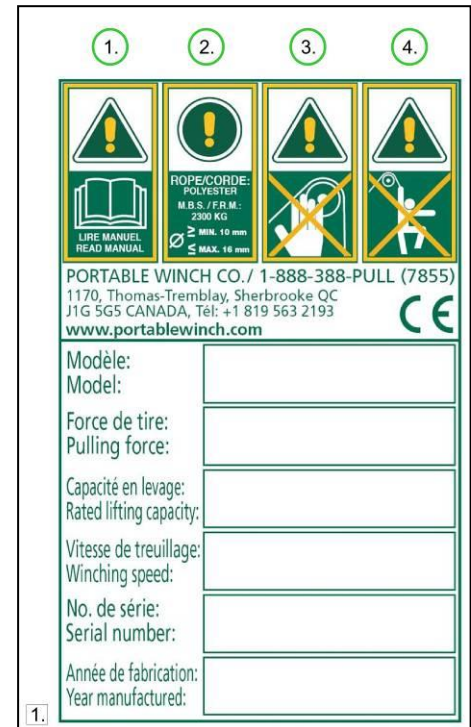 1.
2.
3.
4.
LIRE MANUEL
READ MANUAL
ROPE/CORDE:
POLYESTER
M.B.S. / F.R.M.:
2300 KG
Ø ≥ MIN. 10 mm
≤ MAX. 16 mm
PORTABLE WINCH CO./ 1-888-388-PULL (7855)
1170, Thomas-Tremblay, Sherbrooke QC
J1G 5G5 CANADA, Tél: +1 819 563 2193
www.portablewinch.com
CE
Modèle:
Model:
Force de tire:
Pulling force:
Capacité en levage:
Rated lifting capacity:
Vitesse de treuillage:
Winching speed:
No. de série:
Serial number:
Année de fabrication:
Year manufactured:
1.